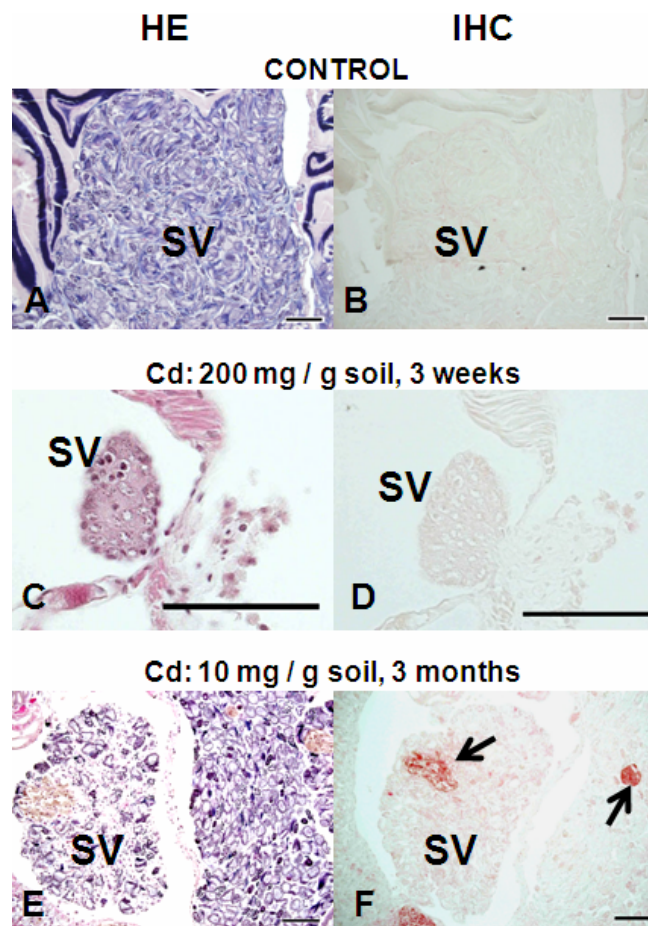 HE IHC
CONTROL
SV SV
A B
Cd: 200 mg / g soil, 3 weeks
SV SV
C D
Cd: 10 mg / g soil, 3 months
SV SV
E F